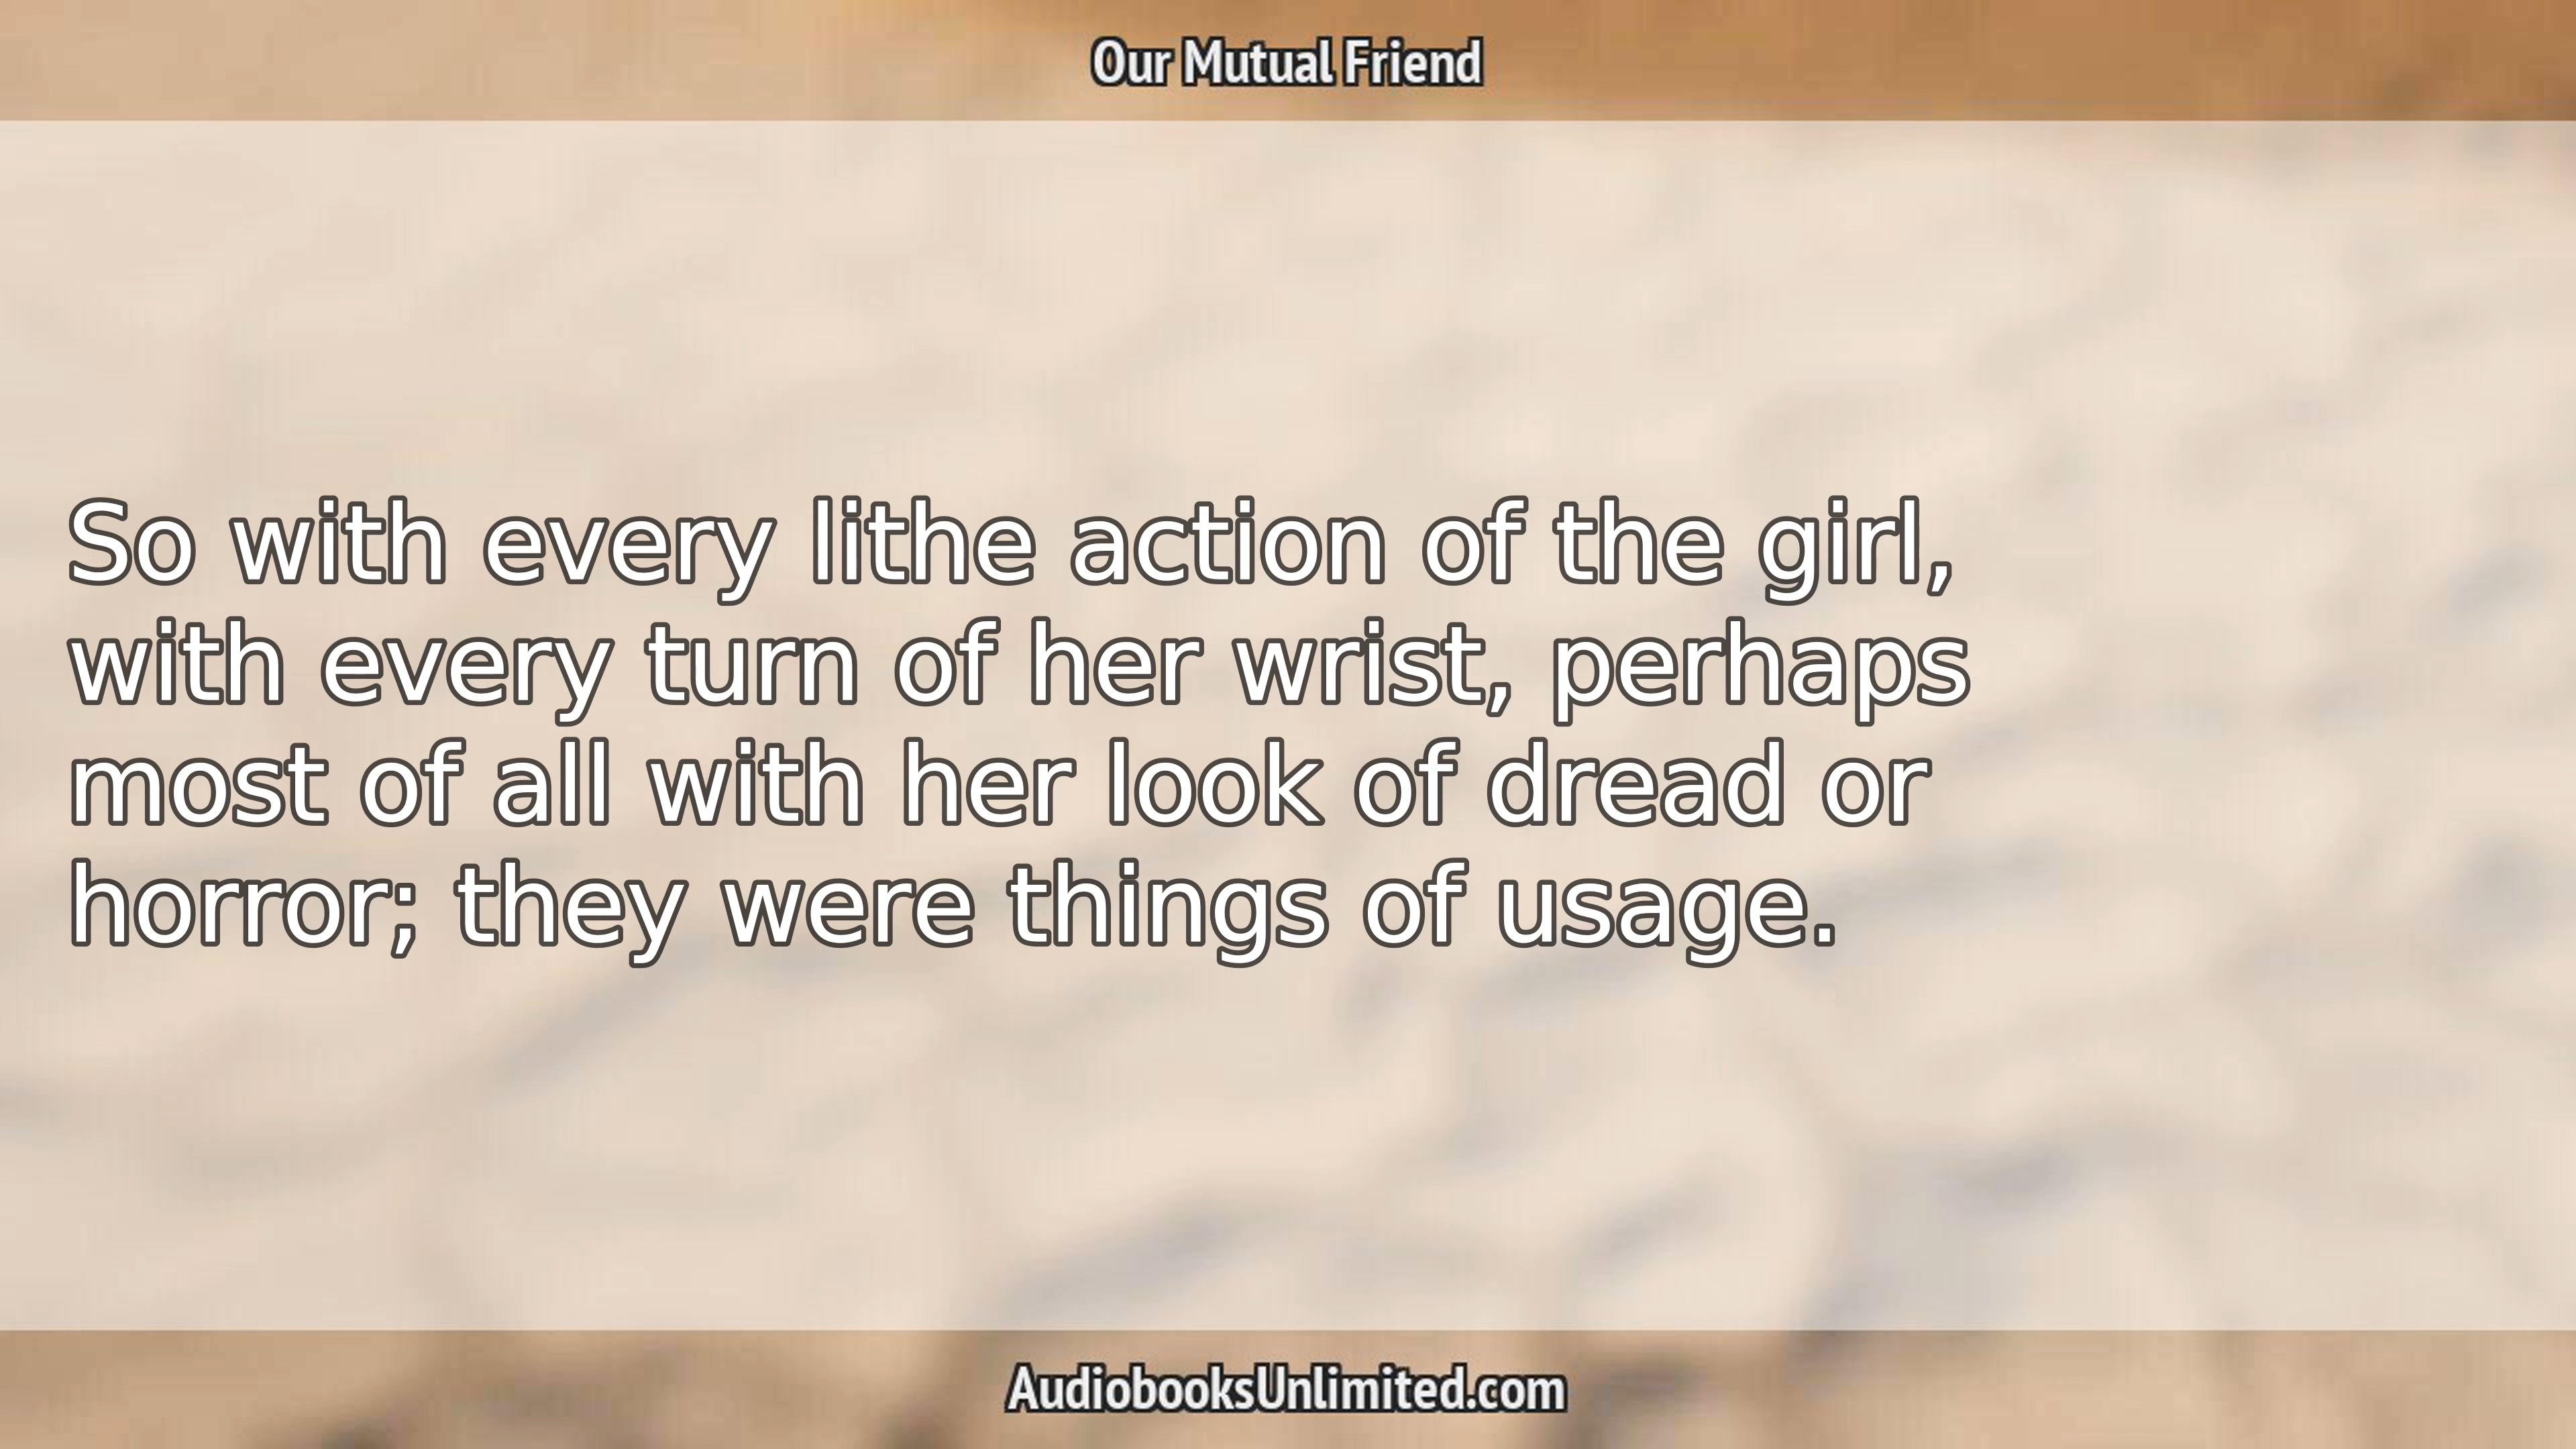 Our Mutual Friend
So with every lithe action of the girl,
with every turn of her wrist, perhaps
most of all with her look of dread or
horror; they were things of usage.
AudiobooksUnlimited.com